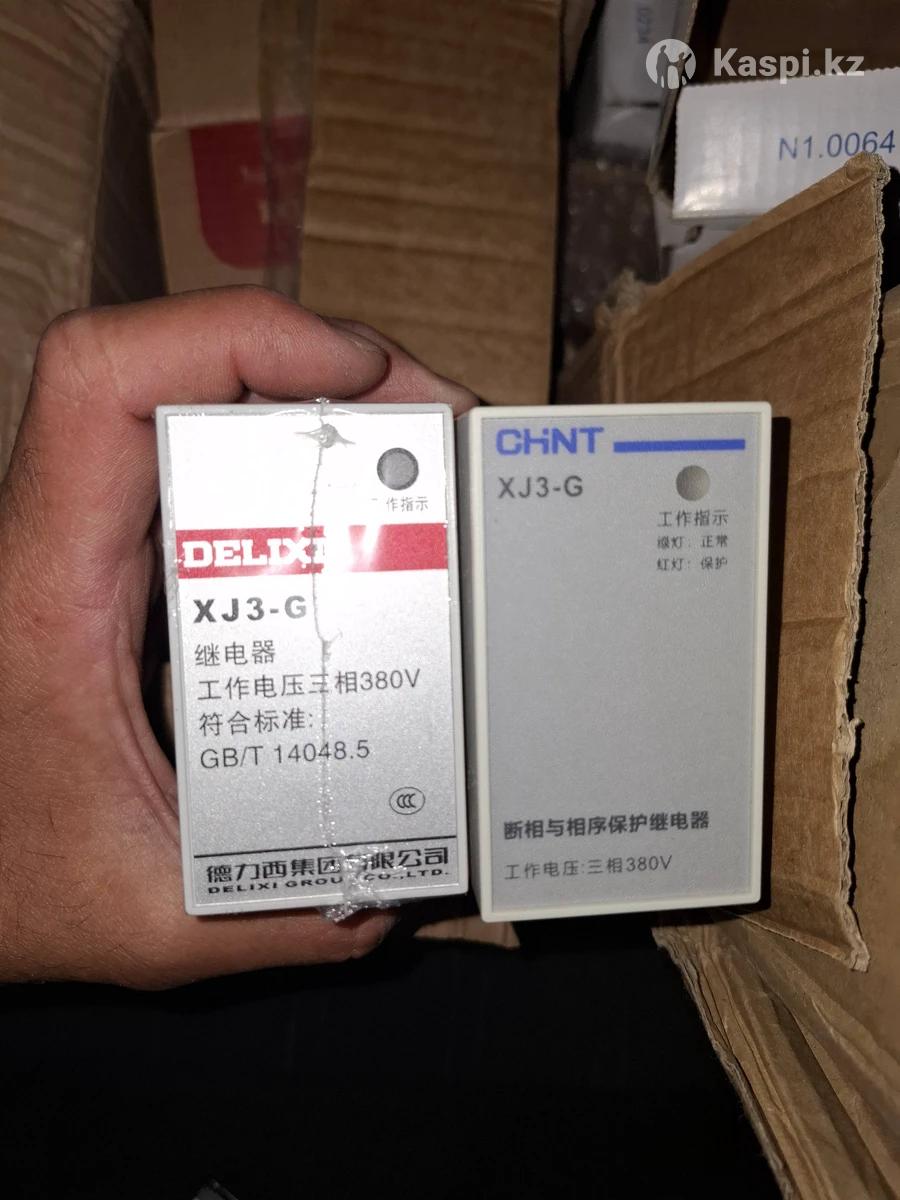 Kaspi.kz
N1.0064
工作指示
DELIXI
XJ3-G
继电器
工作电压三相380V
符合标准:
GB/T 14048.5
CCC
德力西集团有限公司
DELIXI GROUP CO.,LTD.
CHiNT
XJ3-G
工作指示
绿灯: 正常
红灯: 保护
断相与相序保护继电器
工作电压:三相380V